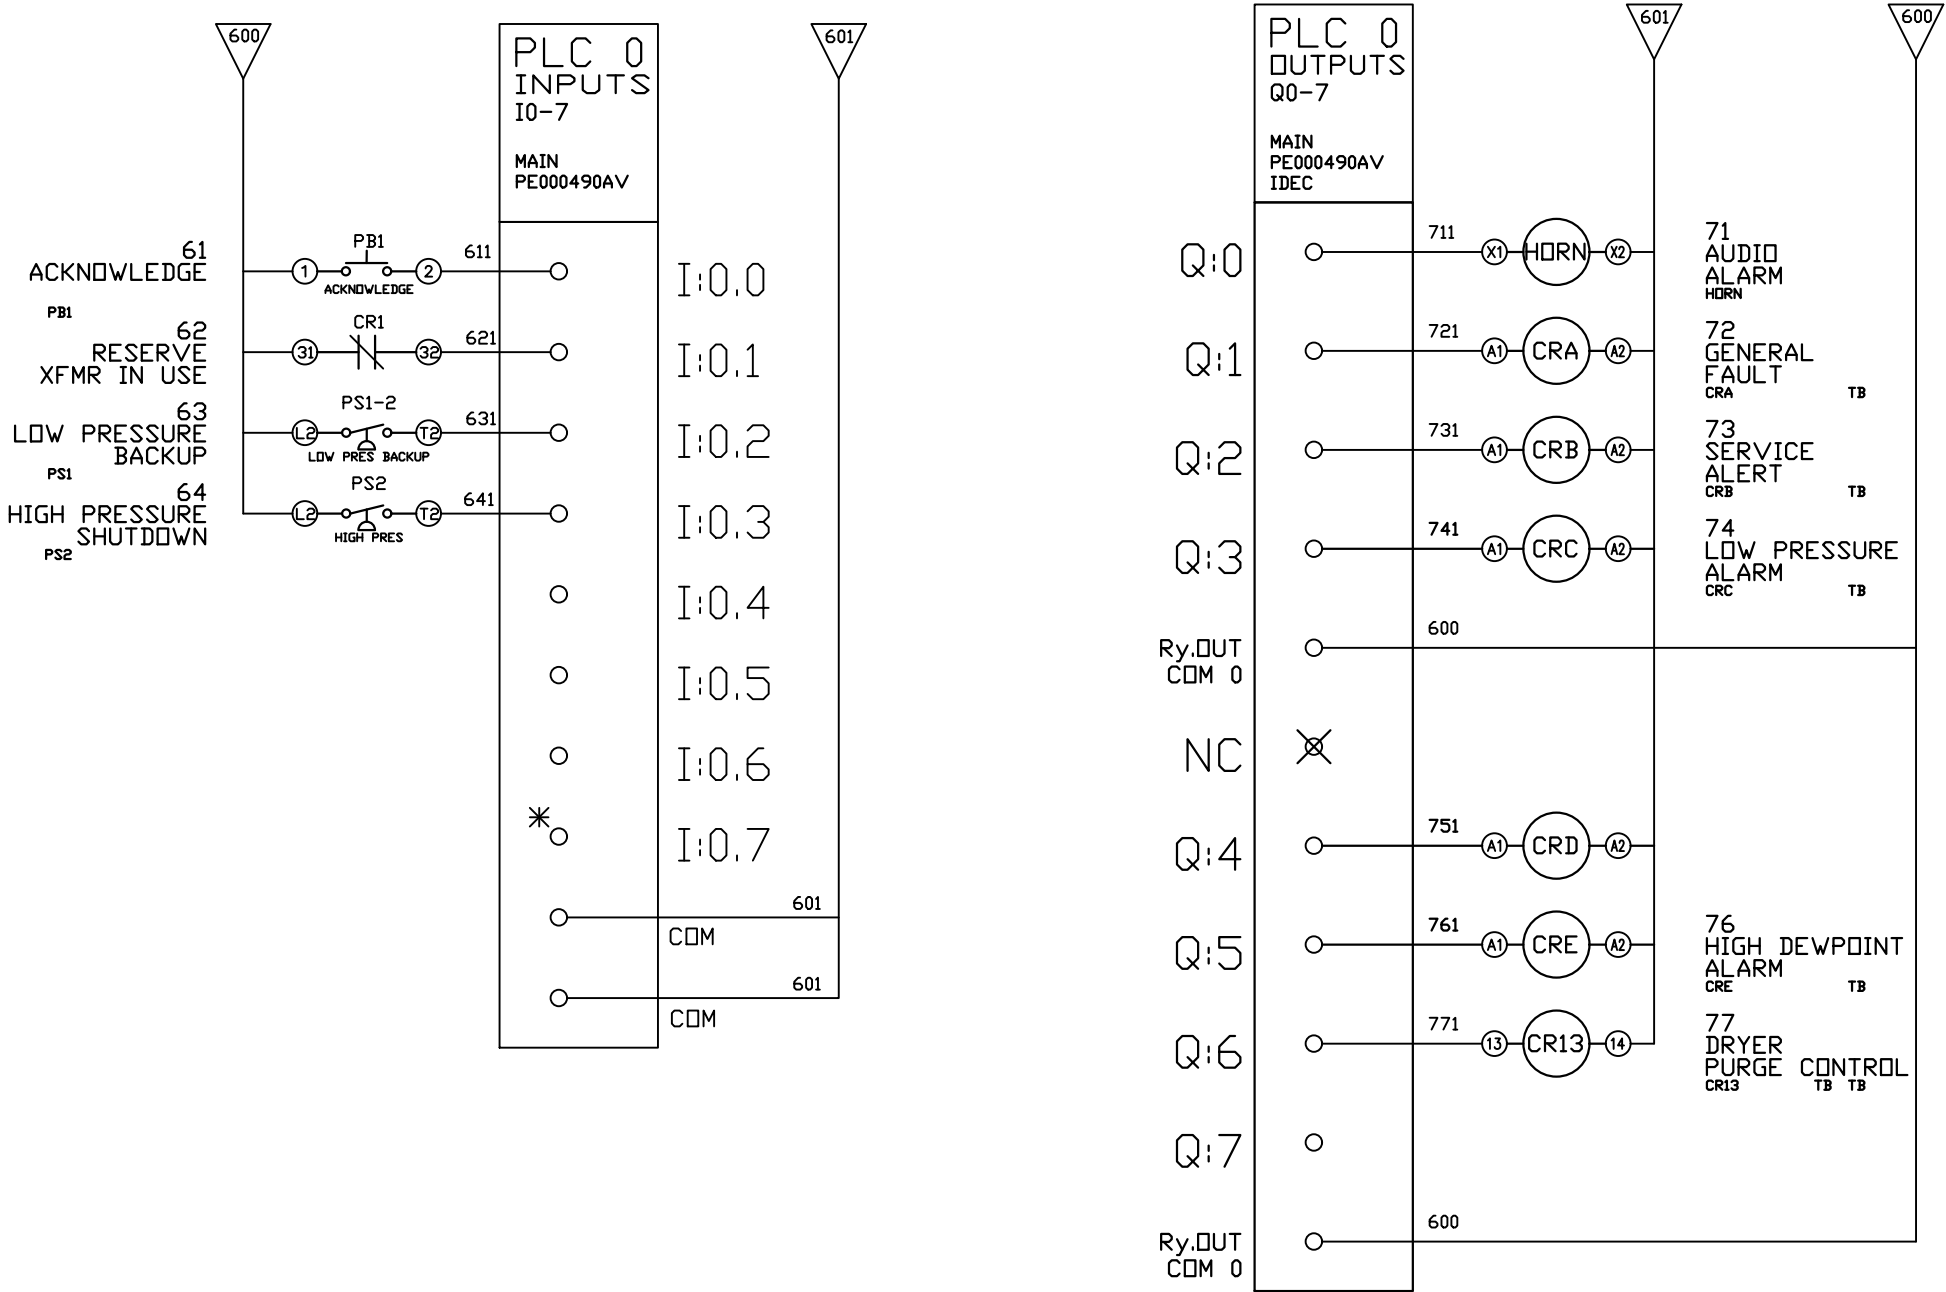 600
PLC 0
INPUTS
I0-7
MAIN
PE000490AV
601
61
ACKNOWLEDGE
PB1
1
PB1
2
ACKNOWLEDGE
611
I:0.0
62
RESERVE
XFMR IN USE
31
CR1
32
621
I:0.1
63
LOW PRESSURE
BACKUP
PS1
L2
PS1-2
T2
LOW PRES BACKUP
631
I:0.2
64
HIGH PRESSURE
SHUTDOWN
PS2
L2
PS2
T2
HIGH PRES
641
I:0.3
I:0.4
I:0.5
I:0.6
*
I:0.7
601
COM
601
COM
PLC 0
OUTPUTS
Q0-7
MAIN
PE000490AV
IDEC
601
600
Q:0
711
X1
HORN
X2
71
AUDIO
ALARM
HORN
Q:1
721
A1
CRA
A2
72
GENERAL
FAULT
CRA TB
Q:2
731
A1
CRB
A2
73
SERVICE
ALERT
CRB TB
Q:3
741
A1
CRC
A2
74
LOW PRESSURE
ALARM
CRC TB
Ry.OUT
COM 0
600
NC
Q:4
751
A1
CRD
A2
Q:5
761
A1
CRE
A2
76
HIGH DEWPOINT
ALARM
CRE TB
Q:6
771
13
CR13
14
77
DRYER
PURGE CONTROL
CR13 TB TB
Q:7
Ry.OUT
COM 0
600